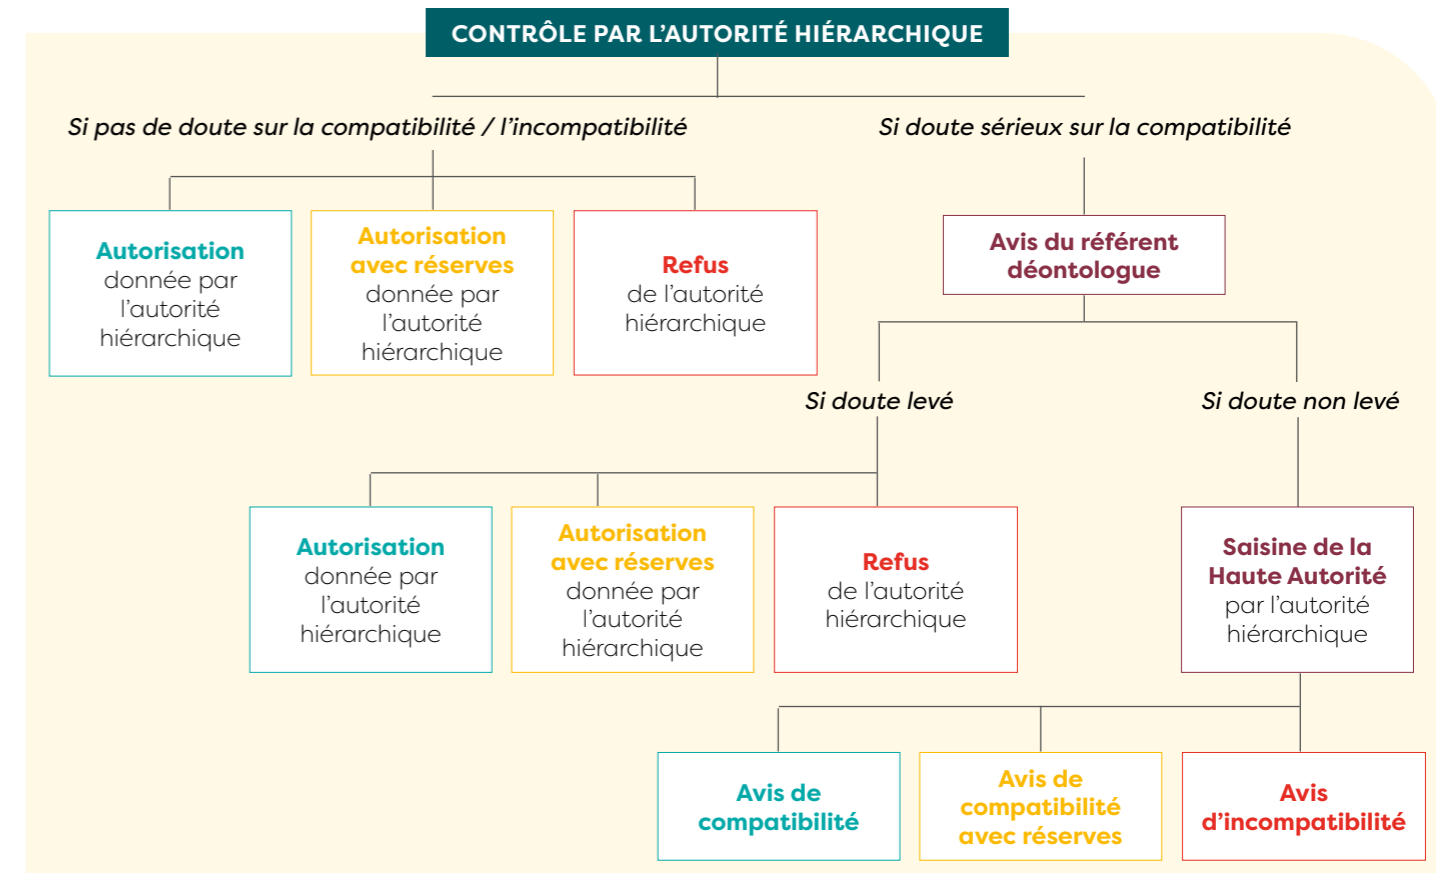 CONTRÔLE PAR L’AUTORITÉ HIÉRARCHIQUE
Si pas de doute sur la compatibilité / l’incompatibilité
Si doute sérieux sur la compatibilité
Autorisation
donnée par
l’autorité
hiérarchique
Autorisation
avec réserves
donnée par
l’autorité
hiérarchique
Refus
de l’autorité
hiérarchique
Avis du référent
déontologue
Si doute levé
Si doute non levé
Autorisation
donnée par
l’autorité
hiérarchique
Autorisation
avec réserves
donnée par
l’autorité
hiérarchique
Refus
de l’autorité
hiérarchique
Saisine de la
Haute Autorité
par l’autorité
hiérarchique
Avis de
compatibilité
Avis de
compatibilité
avec réserves
Avis
d’incompatibilité